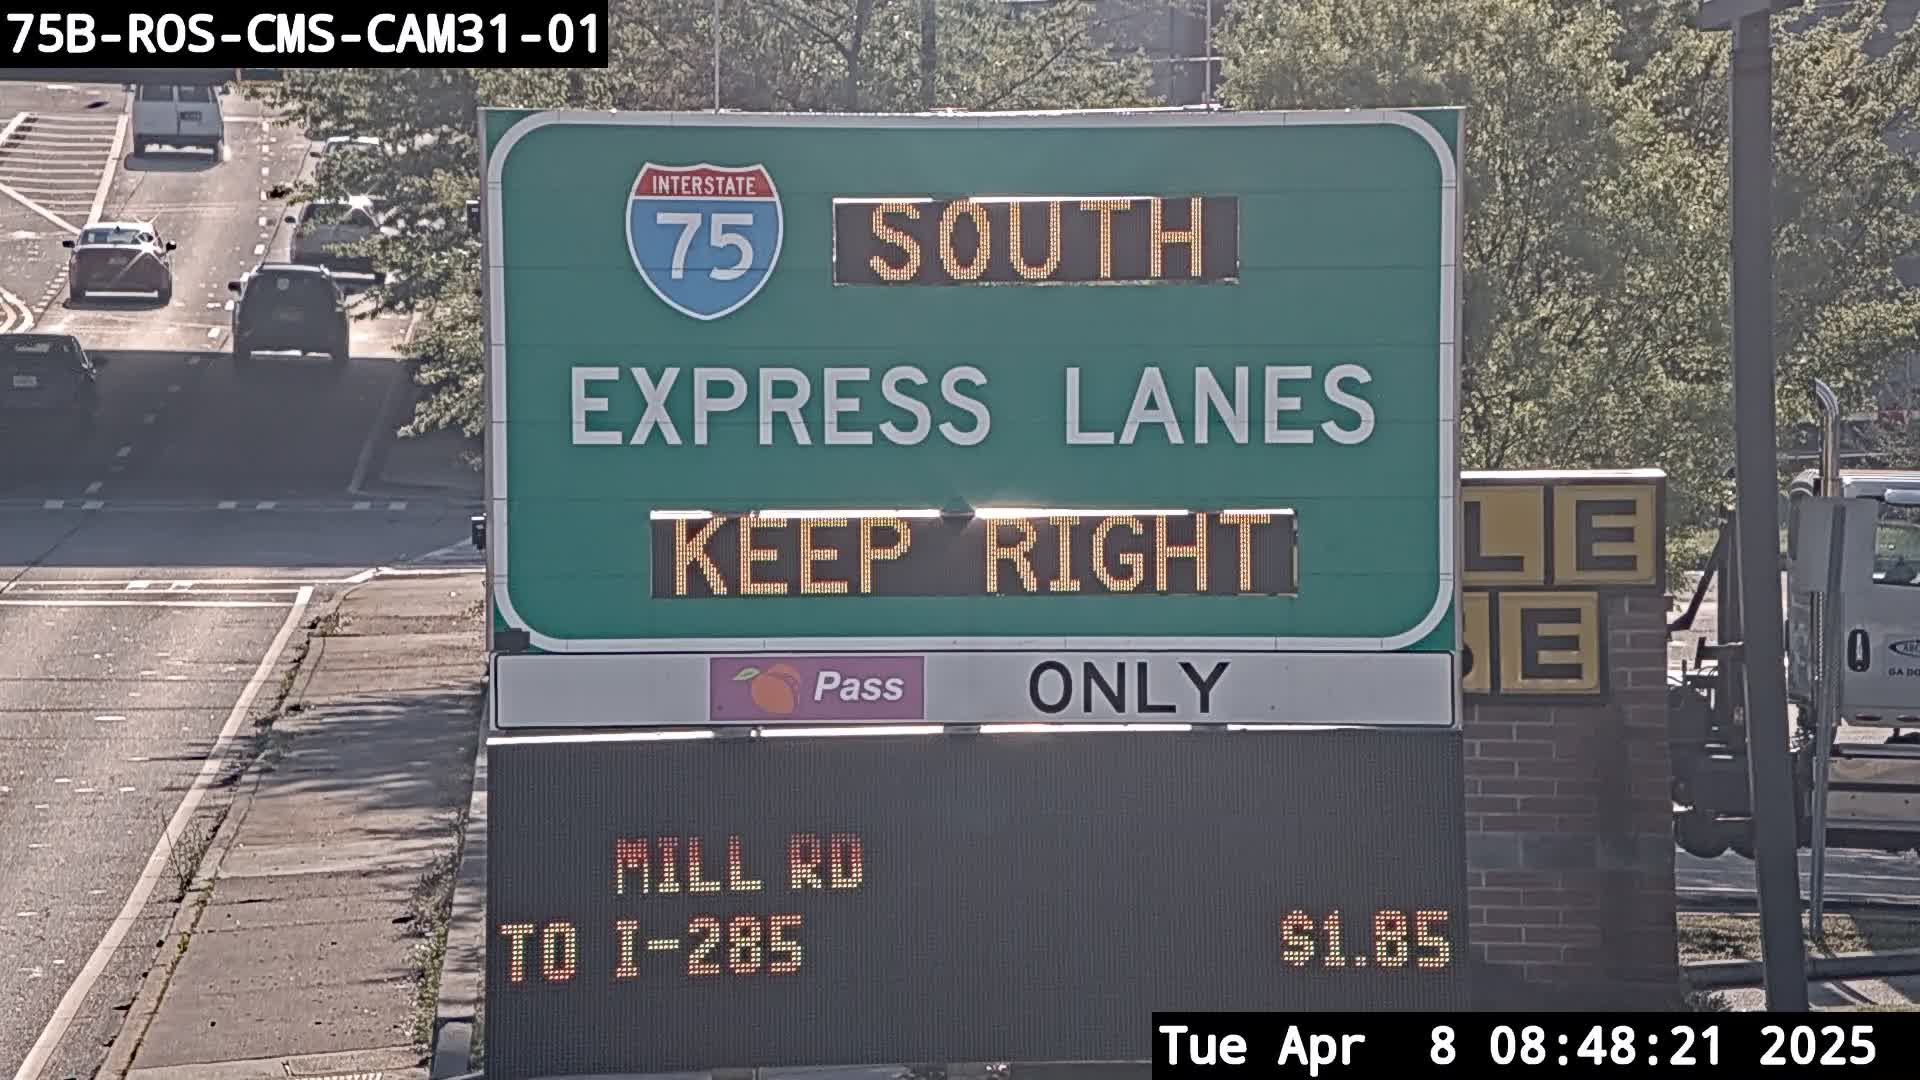 75B-ROS-CMS-CAM31-01
INTERSTATE
75
SOUTH
EXPRESS LANES
KEEP RIGHT
Pass ONLY
MILL RD
TO I-285 $1.85
LE
E
Tue Apr 8 08:48:21 2025